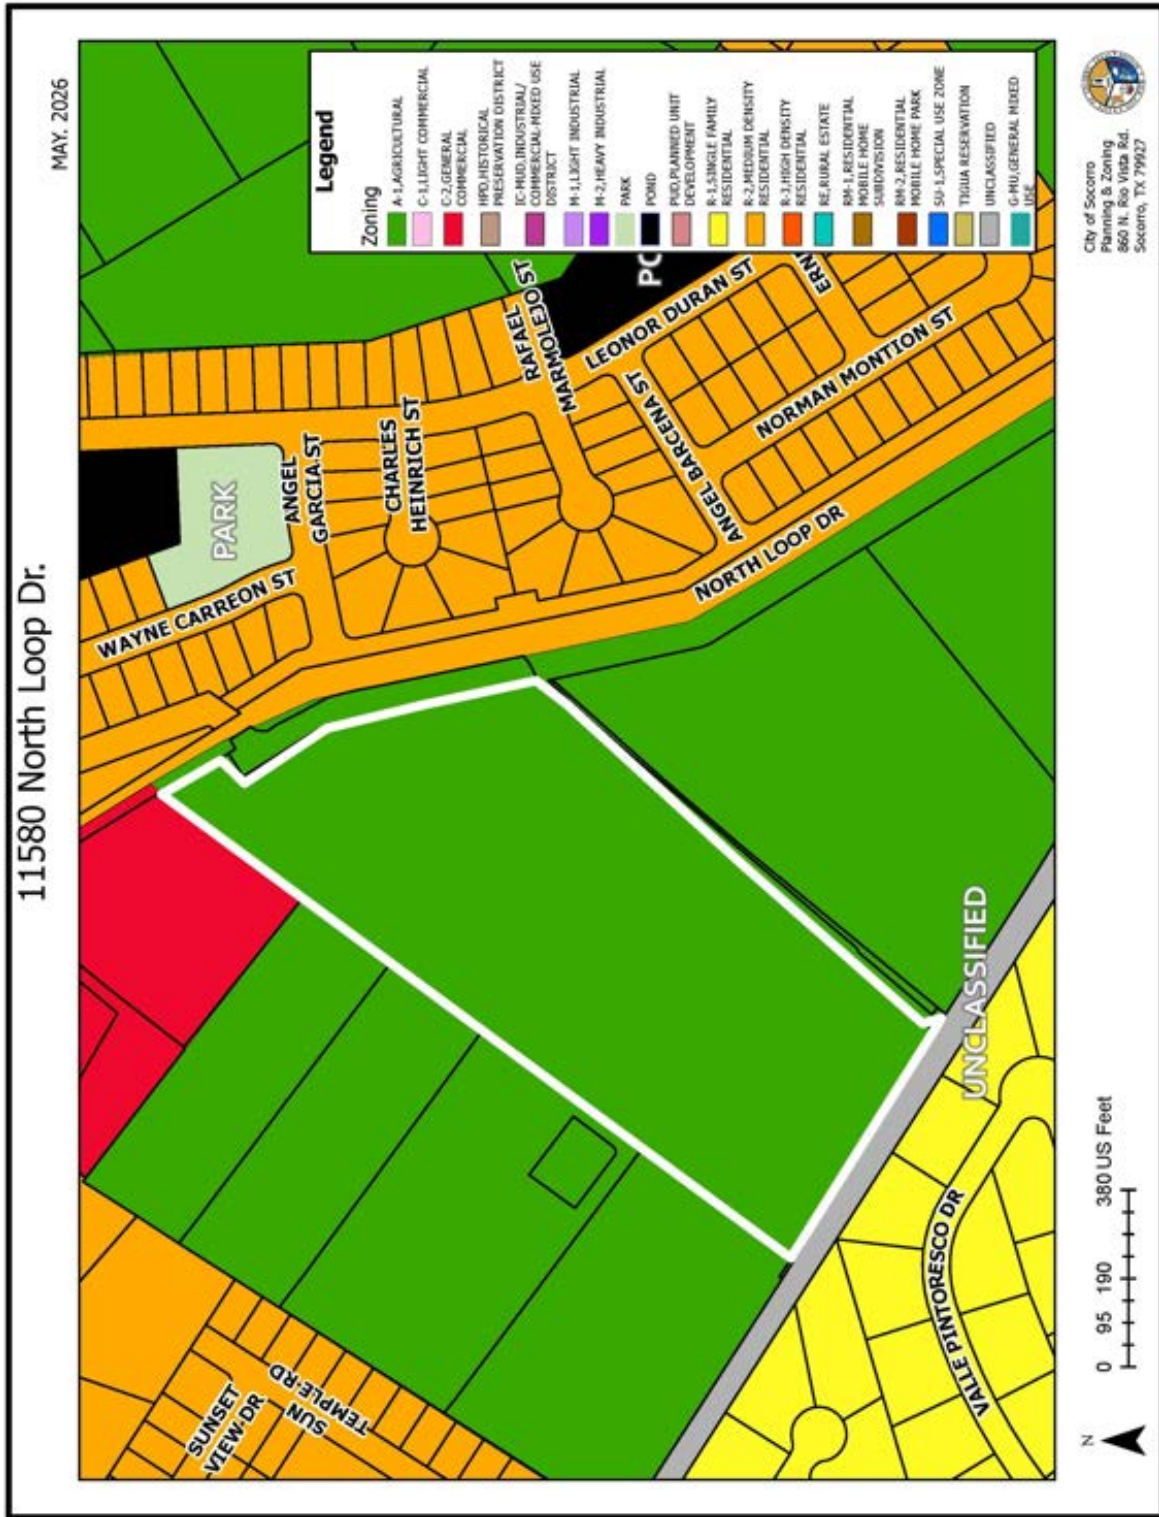 11580 North Loop Dr.
MAY. 2026
Legend
Zoning
A-1,AGRICULTURAL
C-1,LIGHT COMMERCIAL
C-2,GENERAL
COMMERCIAL
HPD,HISTORICAL
PRESERVATION DISTRICT
IC-MUD,INDUSTRIAL/
COMMERCIAL-MIXED USE
DISTRICT
M-1,LIGHT INDUSTRIAL
M-2,HEAVY INDUSTRIAL
PARK
POND
PUD,PLANNED UNIT
DEVELOPMENT
R-1,SINGLE FAMILY
RESIDENTIAL
R-2,MEDIUM DENSITY
RESIDENTIAL
R-3,HIGH DENSITY
RESIDENTIAL
RE,RURAL ESTATE
RM-1,RESIDENTIAL
MOBILE HOME
SUBDIVISION
RM-2,RESIDENTIAL
MOBILE HOME PARK
SU-1,SPECIAL USE ZONE
TIGUA RESERVATION
UNCLASSIFIED
G-MU,GENERAL MIXED
USE
SUNSET
VIEW DR
SUN
TEMPLE RD
WAYNE CARREON ST
PARK
ANGEL
GARCIA ST
CHARLES
HEINRICH ST
RAFAEL
MARMOLEJO ST
PO
LEONOR DURAN ST
ANGEL BARCENA ST
ERN
NORMAN MONTION ST
NORTH LOOP DR
UNCLASSIFIED
VALLE PINTORESCO DR
N
0 95 190 380 US Feet
City of Socorro
Planning & Zoning
860 N. Rio Vista Rd.
Socorro, TX 79927